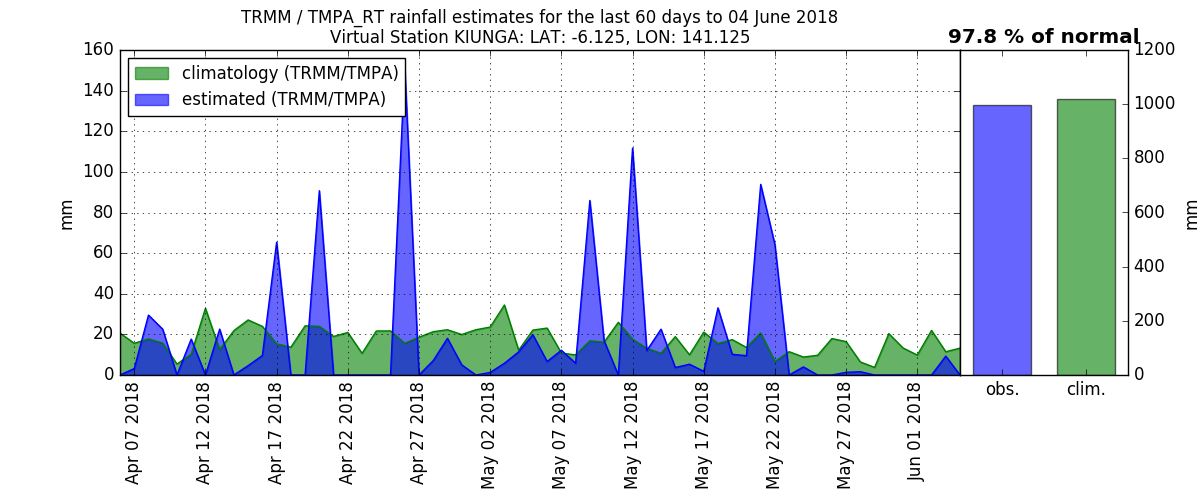 TRMM / TMPA_RT rainfall estimates for the last 60 days to 04 June 2018
Virtual Station KIUNGA: LAT: -6.125, LON: 141.125
97.8 % of normal
climatology (TRMM/TMPA)
estimated (TRMM/TMPA)
mm
160
140
120
100
80
60
40
20
0
Apr 07 2018
Apr 12 2018
Apr 17 2018
Apr 22 2018
Apr 27 2018
May 02 2018
May 07 2018
May 12 2018
May 17 2018
May 22 2018
May 27 2018
Jun 01 2018
obs.
clim.
1200
1000
800
600
400
200
0
mm